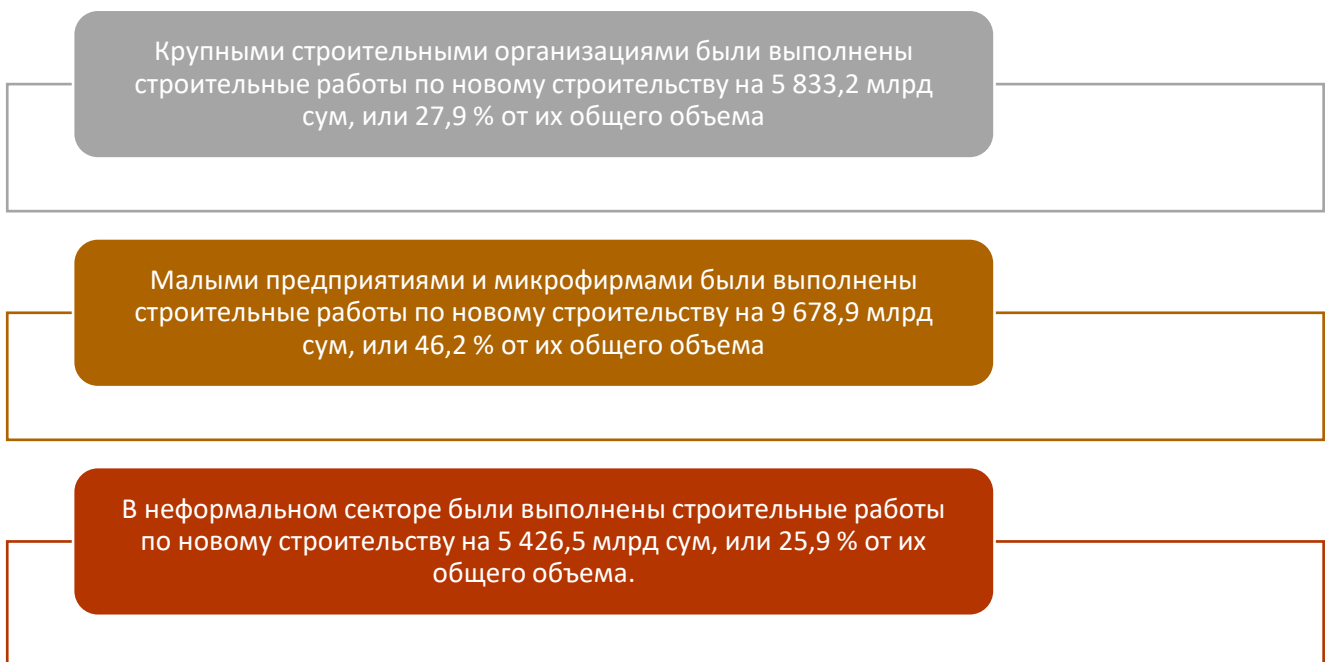 Крупными строительными организациями были выполнены
строительные работы по новому строительству на 5 833,2 млрд
сум, или 27,9 % от их общего объема
Малыми предприятиями и микрофирмами были выполнены
строительные работы по новому строительству на 9 678,9 млрд
сум, или 46,2 % от их общего объема
В неформальном секторе были выполнены строительные работы
по новому строительству на 5 426,5 млрд сум, или 25,9 % от их
общего объема.